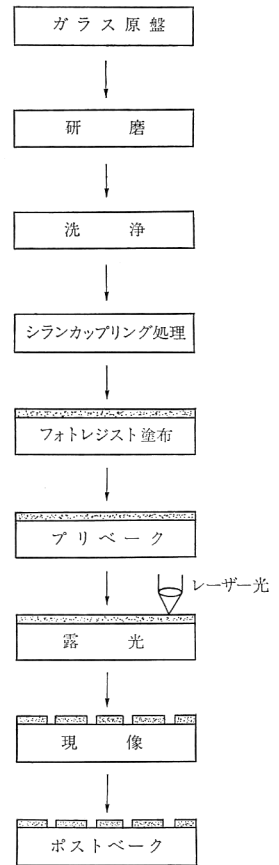 ガラス原盤
研磨
洗浄
シランカップリング処理
フォトレジスト塗布
プリベーク
レーザー光
露光
現像
ポストベーク